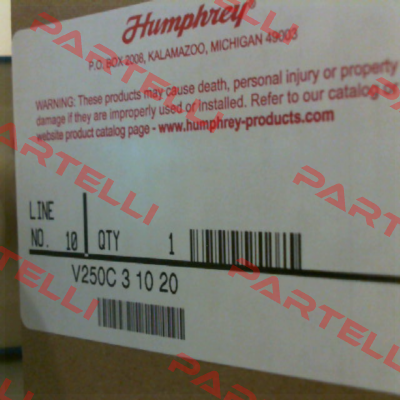 Humphrey
P.O. BOX 2008, KALAMAZOO, MICHIGAN 49003
WARNING: These products may cause death, personal injury or property
damage if they are improperly used or installed. Refer to our catalog or
website product catalog page - www.humphrey-products.com
LINE
NO. 10 QTY 1
V250C 3 10 20
PARTELLI
PARTELLI
PARTELLI
PARTELLI